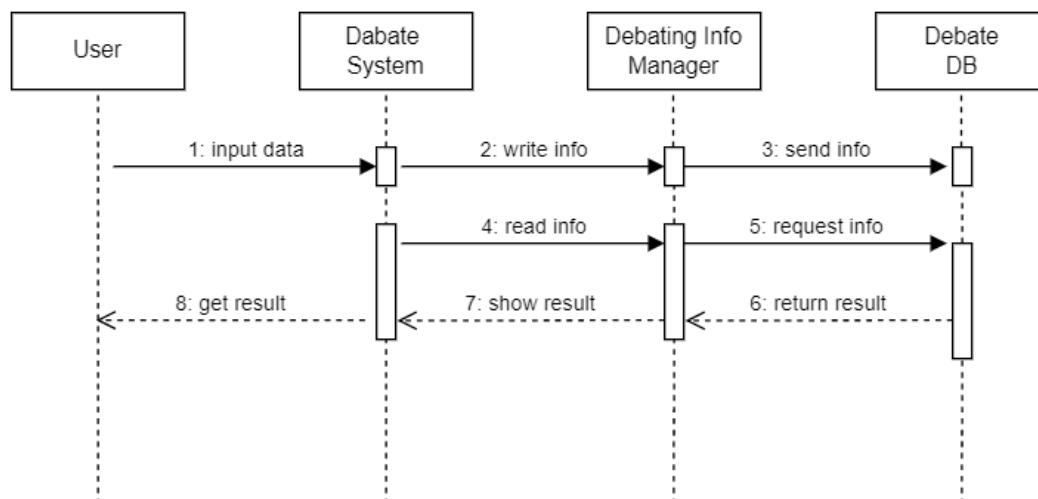 User
Dabate
System
Debating Info
Manager
Debate
DB
1: input data
2: write info
3: send info
4: read info
5: request info
8: get result
7: show result
6: return result